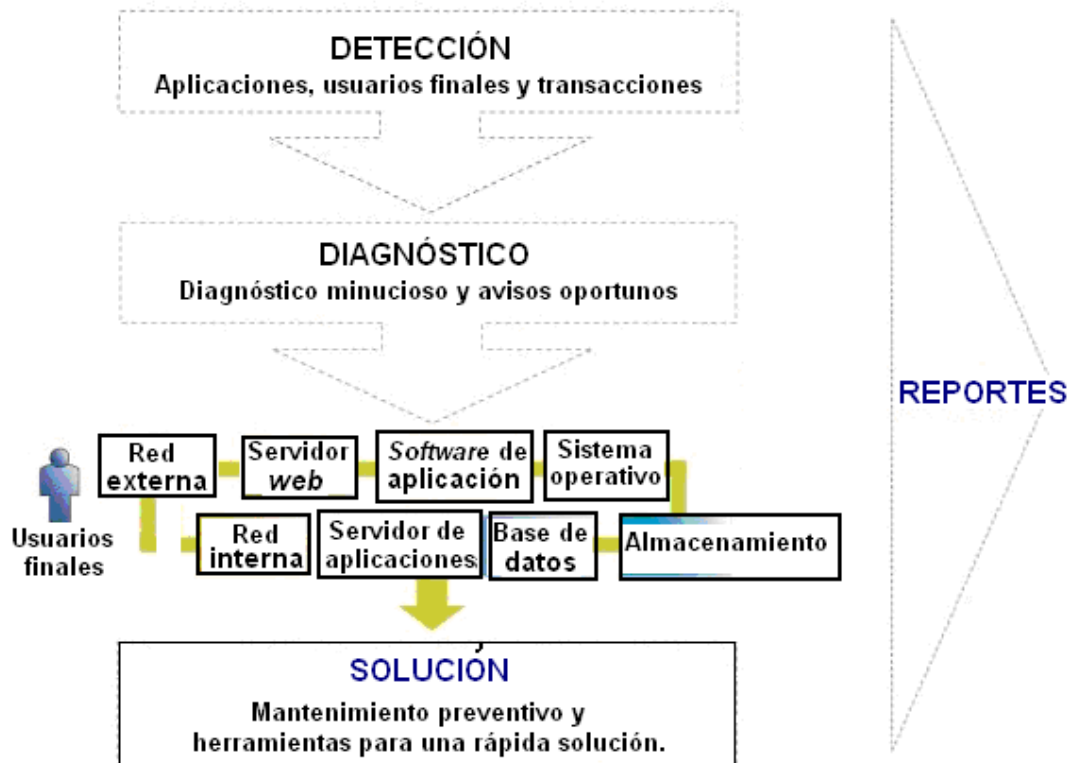 DETECCIÓN
Aplicaciones, usuarios finales y transacciones
DIAGNÓSTICO
Diagnóstico minucioso y avisos oportunos
REPORTES
Usuarios
finales
Red
externa
Servidor
web
Software de
aplicación
Sistema
operativo
Red
interna
Servidor de
aplicaciones
Base de
datos
Almacenamiento
SOLUCIÓN
Mantenimiento preventivo y
herramientas para una rápida solución.